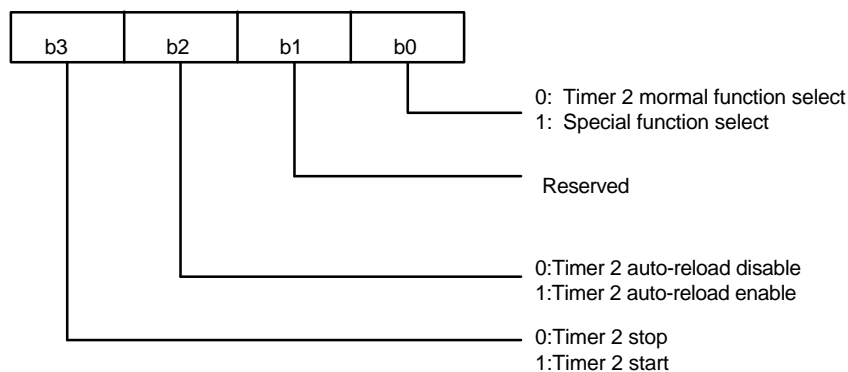 b3 b2 b1 b0
0: Timer 2 mormal function select
1: Special function select
Reserved
0:Timer 2 auto-reload disable
1:Timer 2 auto-reload enable
0:Timer 2 stop
1:Timer 2 start